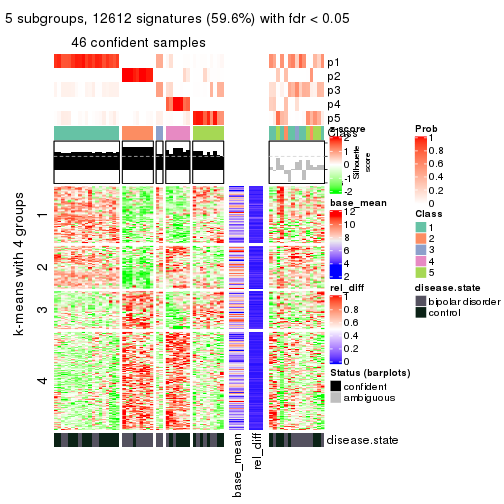 5 subgroups, 12612 signatures (59.6%) with fdr < 0.05
46 confident samples
p1
p2
p3
p4
p5
Class
Silhouette
score
k-means with 4 groups
1
2
3
4
base_mean
rel_diff
disease.state
z-score
2
1
0
-1
-2
base_mean
12
10
8
6
4
2
rel_diff
1
0.8
0.6
0.4
0.2
0
Status (barplots)
confident
ambiguous
Prob
1
0.8
0.6
0.4
0.2
0
Class
1
2
3
4
5
disease.state
bipolar disorder
control